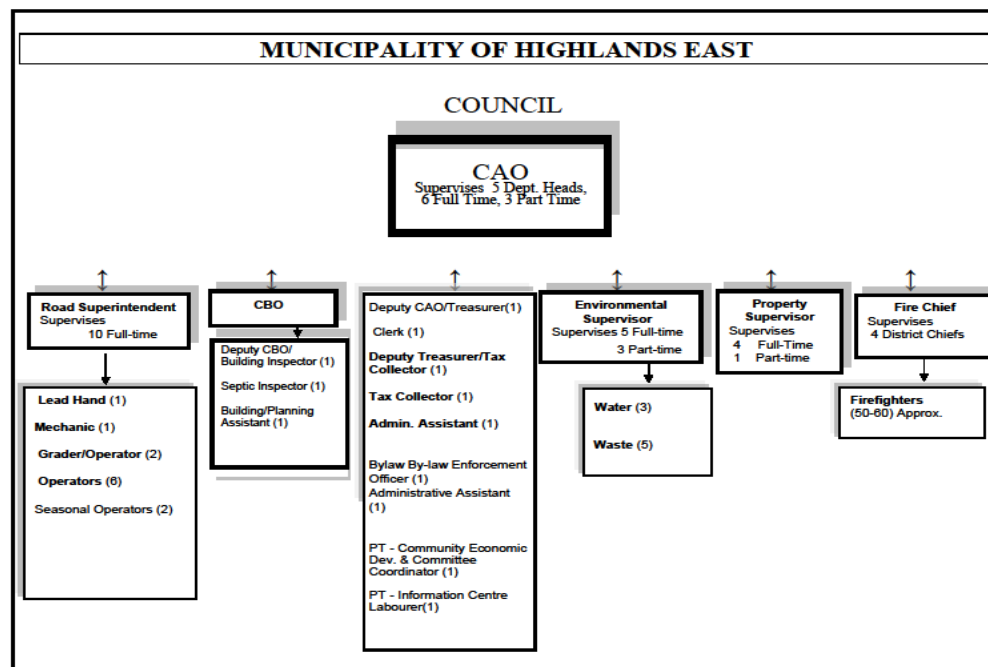 MUNICIPALITY OF HIGHLANDS EAST
COUNCIL
CAO
Supervises 5 Dept. Heads,
6 Full Time, 3 Part Time
Road Superintendent
Supervises
10 Full-time
Lead Hand (1)
Mechanic (1)
Grader/Operator (2)
Operators (6)
Seasonal Operators (2)
CBO
Deputy CBO/
Building Inspector (1)
Septic Inspector (1)
Building/Planning
Assistant (1)
Deputy CAO/Treasurer(1)
Clerk (1)
Deputy Treasurer/Tax
Collector (1)
Tax Collector (1)
Admin. Assistant (1)
Bylaw By-law Enforcement
Officer (1)
Administrative Assistant
(1)
PT - Community Economic
Dev. & Committee
Coordinator (1)
PT - Information Centre
Labourer(1)
Environmental
Supervisor
Supervises 5 Full-time
3 Part-time
Water (3)
Waste (5)
Property
Supervisor
Supervises
4 Full-Time
1 Part-time
Fire Chief
Supervises
4 District Chiefs
Firefighters
(50-60) Approx.